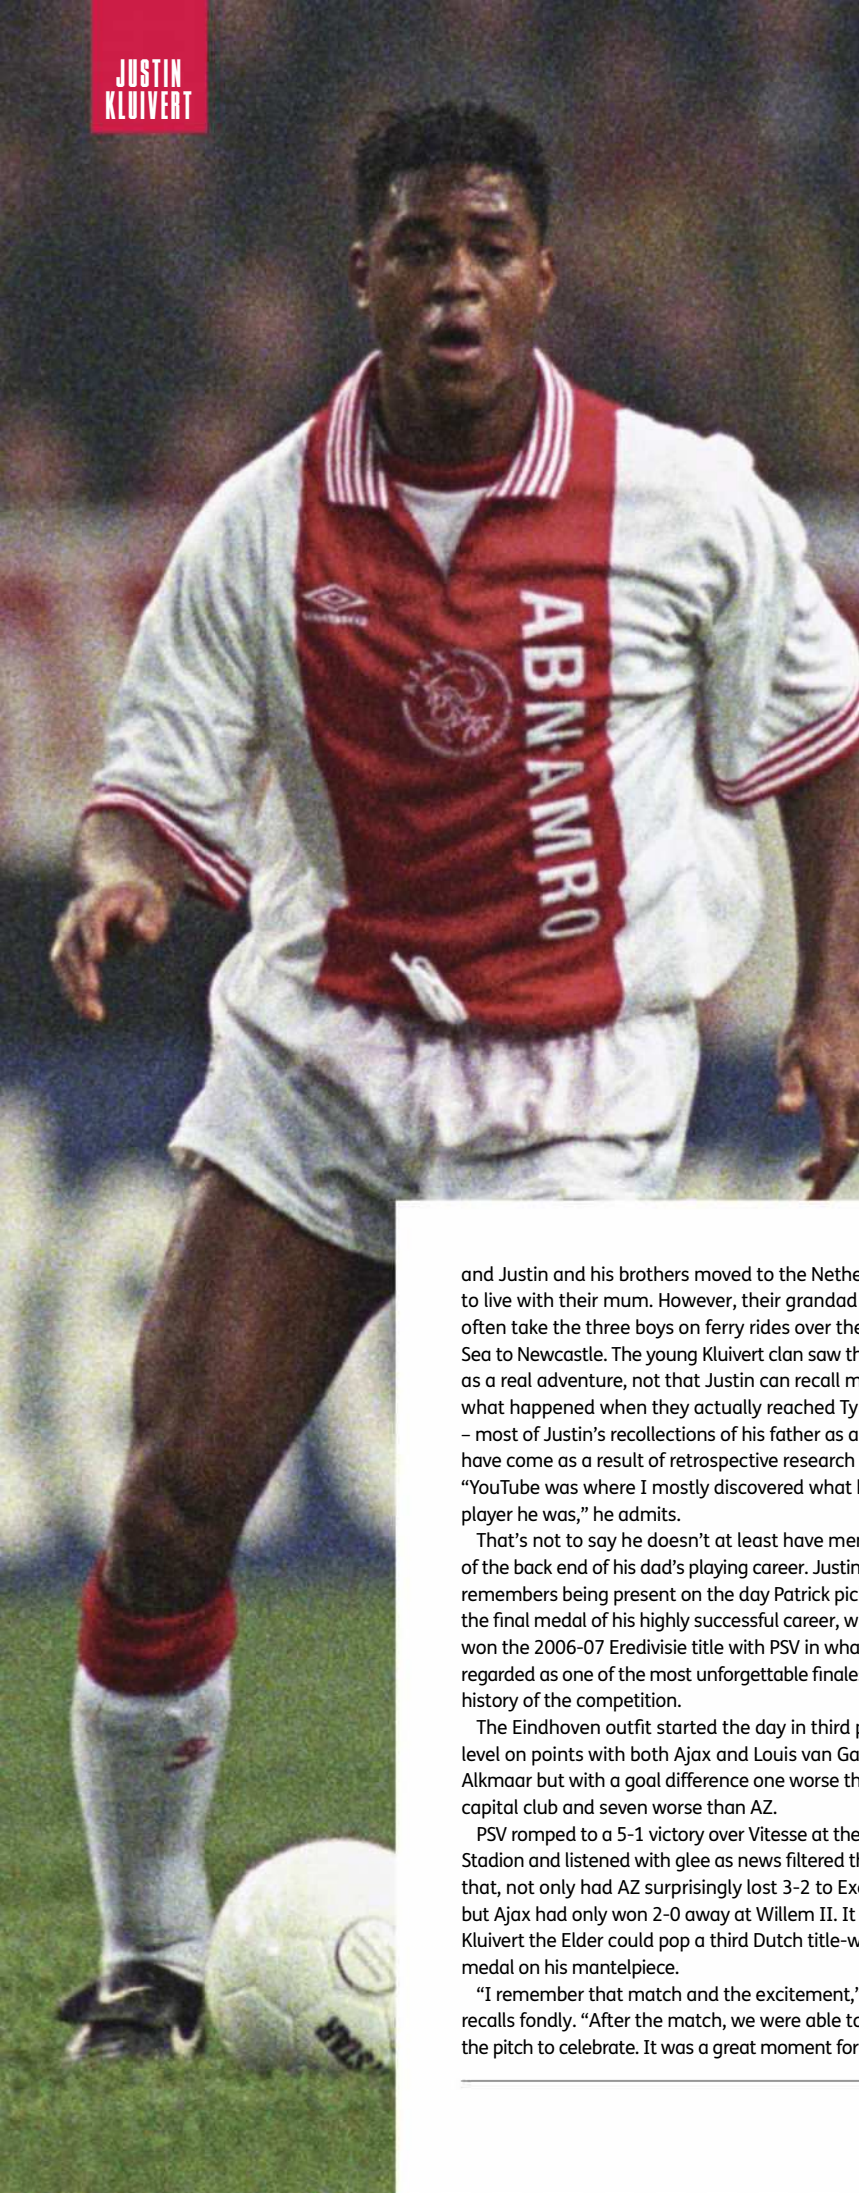 JUSTIN
KLUIVERT
UMBRO
AJAX
ABN·AMRO
MITRE
and Justin and his brothers moved to the Nethe
to live with their mum. However, their grandad
often take the three boys on ferry rides over the
Sea to Newcastle. The young Kluivert clan saw th
as a real adventure, not that Justin can recall m
what happened when they actually reached Ty
– most of Justin’s recollections of his father as a
have come as a result of retrospective research
“YouTube was where I mostly discovered what
player he was,” he admits.
That’s not to say he doesn’t at least have mer
of the back end of his dad’s playing career. Justin
remembers being present on the day Patrick pic
the final medal of his highly successful career, w
won the 2006-07 Eredivisie title with PSV in wha
regarded as one of the most unforgettable finale
history of the competition.
The Eindhoven outfit started the day in third p
level on points with both Ajax and Louis van Ga
Alkmaar but with a goal difference one worse th
capital club and seven worse than AZ.
PSV romped to a 5-1 victory over Vitesse at the
Stadion and listened with glee as news filtered th
that, not only had AZ surprisingly lost 3-2 to Exc
but Ajax had only won 2-0 away at Willem II. It
Kluivert the Elder could pop a third Dutch title-w
medal on his mantelpiece.
“I remember that match and the excitement,”
recalls fondly. “After the match, we were able to
the pitch to celebrate. It was a great moment for